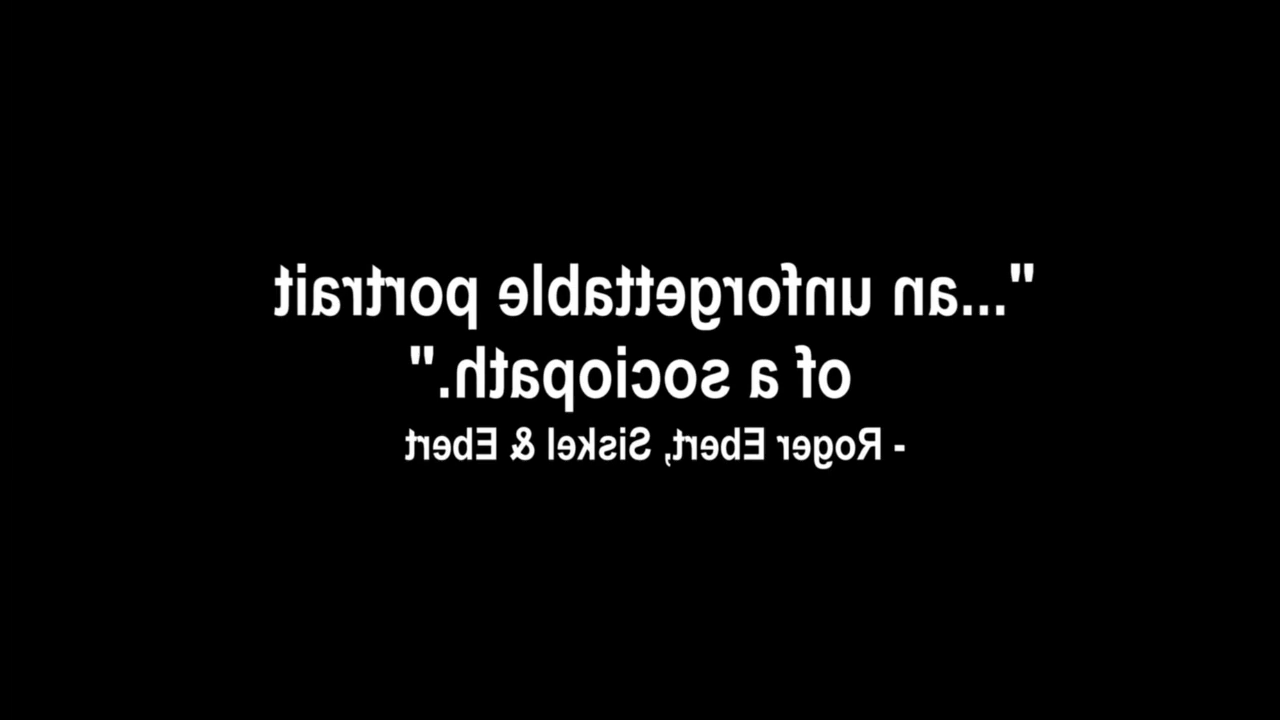 "...an unforgettable portrait
of a sociopath."
- Roger Ebert, Siskel & Ebert